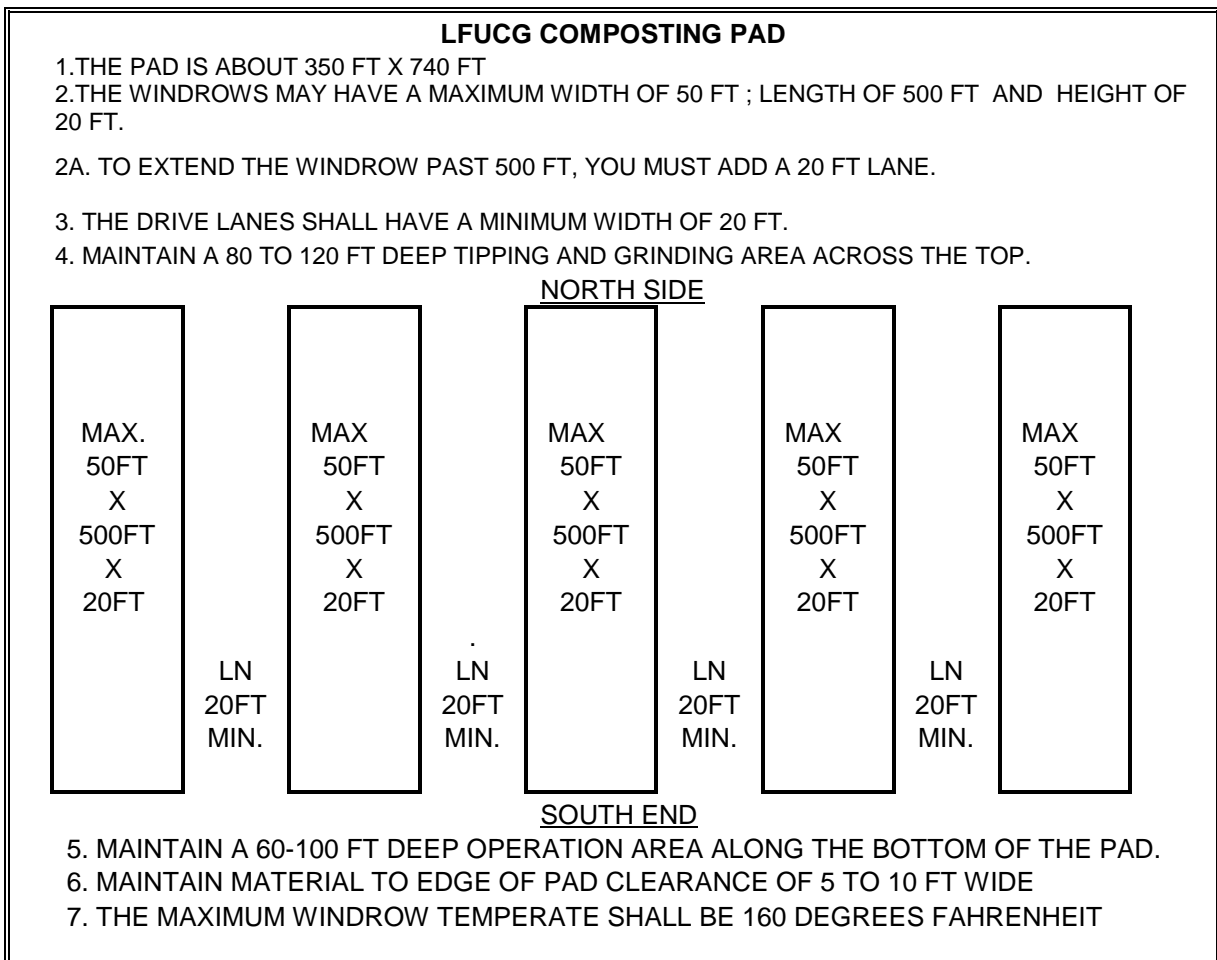 LFUCG COMPOSTING PAD
1.THE PAD IS ABOUT 350 FT X 740 FT
2.THE WINDROWS MAY HAVE A MAXIMUM WIDTH OF 50 FT ; LENGTH OF 500 FT AND HEIGHT OF
20 FT.
2A. TO EXTEND THE WINDROW PAST 500 FT, YOU MUST ADD A 20 FT LANE.
3. THE DRIVE LANES SHALL HAVE A MINIMUM WIDTH OF 20 FT.
4. MAINTAIN A 80 TO 120 FT DEEP TIPPING AND GRINDING AREA ACROSS THE TOP.
NORTH SIDE
MAX. MAX MAX MAX MAX
50FT 50FT 50FT 50FT 50FT
X X X X X
500FT 500FT 500FT 500FT 500FT
X X X X X
20FT 20FT 20FT 20FT 20FT
.
LN LN LN LN
20FT 20FT 20FT 20FT
MIN. MIN. MIN. MIN.
SOUTH END
5. MAINTAIN A 60-100 FT DEEP OPERATION AREA ALONG THE BOTTOM OF THE PAD.
6. MAINTAIN MATERIAL TO EDGE OF PAD CLEARANCE OF 5 TO 10 FT WIDE
7. THE MAXIMUM WINDROW TEMPERATE SHALL BE 160 DEGREES FAHRENHEIT